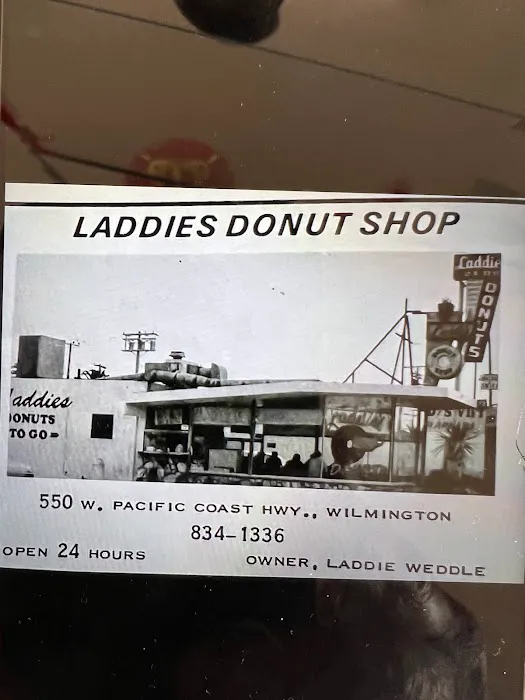 LADDIES DONUT SHOP
Laddie
DONUTS
addies
DONUTS
TO GO
550 W. PACIFIC COAST HWY., WILMINGTON
834-1336
OPEN 24 HOURS
OWNER, LADDIE WEDDLE